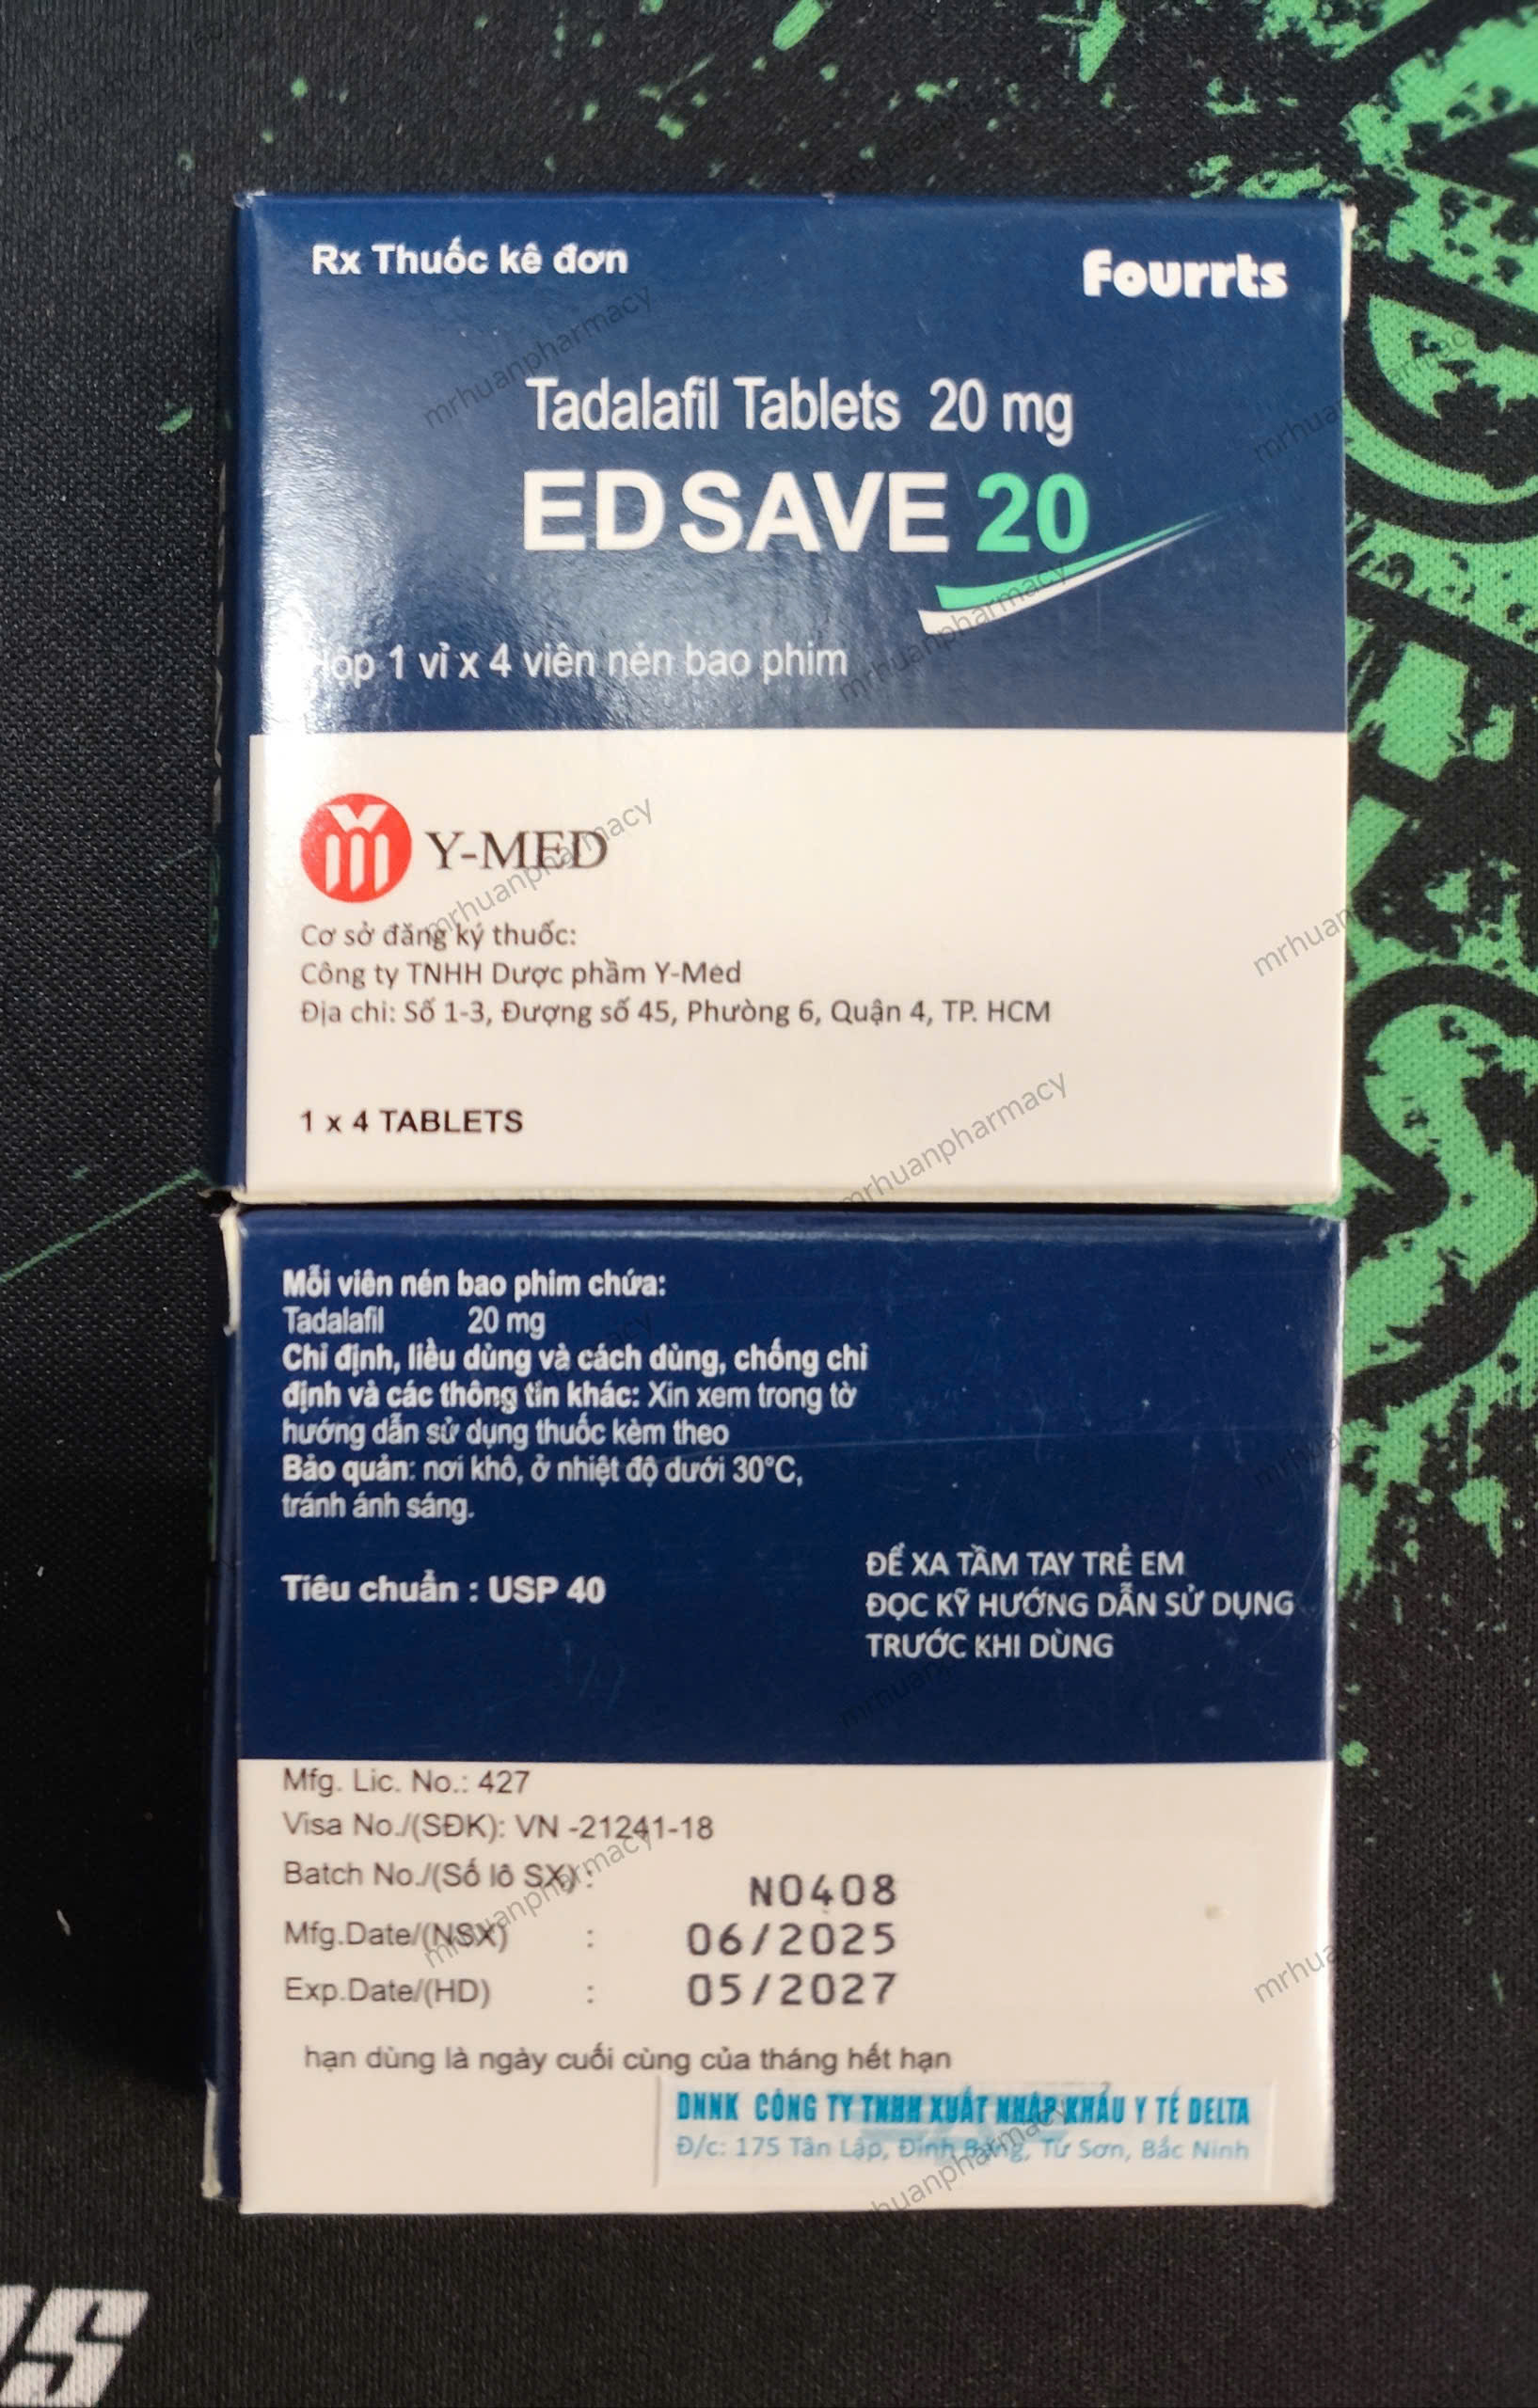 Rx Thuốc kê đơn
Fourrts
Tadalafil Tablets 20 mg
EDSAVE 20
1 vỉ x 4 viên nén bao phim
Y-MED
Cơ sở đăng ký thuốc:
Công ty TNHH Dược phẩm Y-Med
Địa chỉ: Số 1-3, Đượng số 45, Phường 6, Quận 4, TP. HCM
1 x 4 TABLETS
Mỗi viên nén bao phim chứa:
Tadalafil 20 mg
Chỉ định, liều dùng và cách dùng, chống chỉ
định và các thông tin khác: Xin xem trong tờ
hướng dẫn sử dụng thuốc kèm theo
Bảo quản: nơi khô, ở nhiệt độ dưới 30°C,
tránh ánh sáng.
Tiêu chuẩn : USP 40
ĐỂ XA TẦM TAY TRẺ EM
ĐỌC KỸ HƯỚNG DẪN SỬ DỤNG
TRƯỚC KHI DÙNG
Mfg. Lic. No.: 427
Visa No./(SĐK): VN -21241-18
Batch No./(Số lô SX) : N0408
Mfg.Date/(NSX) : 06/2025
Exp.Date/(HD) : 05/2027
hạn dùng là ngày cuối cùng của tháng hết hạn
DNNK CÔNG TY TNHH XUẤT NHẬP KHẨU Y TẾ DELTA
Đ/c: 175 Tân Lập, Đình Bảng, Từ Sơn, Bắc Ninh
mrhuanpharmacy